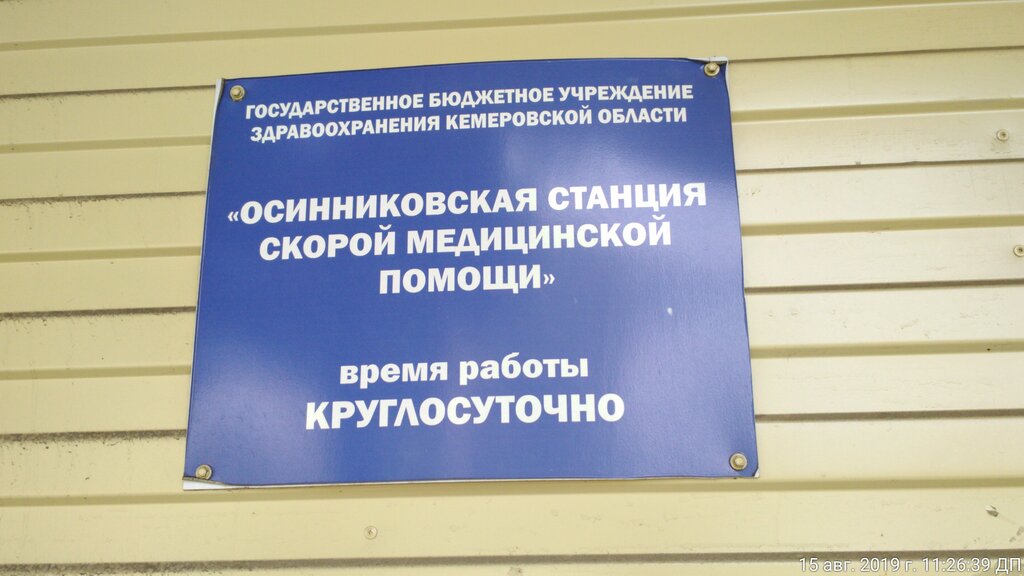 ГОСУДАРСТВЕННОЕ БЮДЖЕТНОЕ УЧРЕЖДЕНИЕ
ЗДРАВООХРАНЕНИЯ КЕМЕРОВСКОЙ ОБЛАСТИ
«ОСИННИКОВСКАЯ СТАНЦИЯ
СКОРОЙ МЕДИЦИНСКОЙ
ПОМОЩИ»
время работы
КРУГЛОСУТОЧНО
15 авг. 2019 г. 11:26:39 ДП